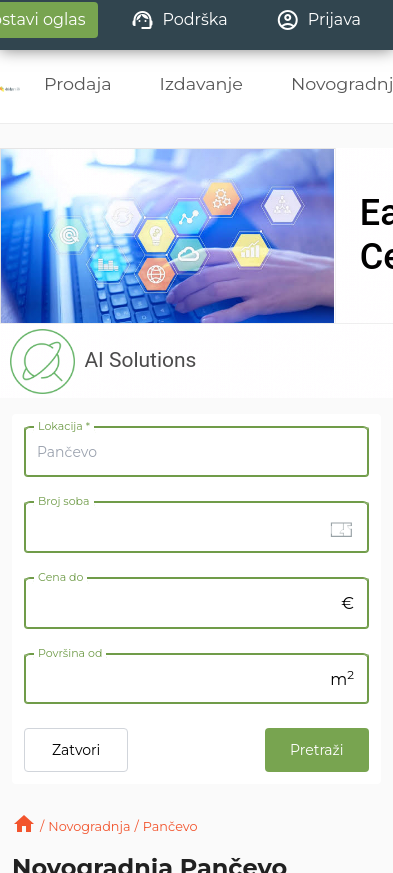 ostavi oglas
Podrška
Prijava
Prodaja
Izdavanje
Novogradnj
Ea
Ce
AI Solutions
Lokacija *
Pančevo
Broj soba
Cena do
€
Površina od
m²
Zatvori
Pretraži
/ Novogradnja / Pančevo
Novogradnja Pančevo